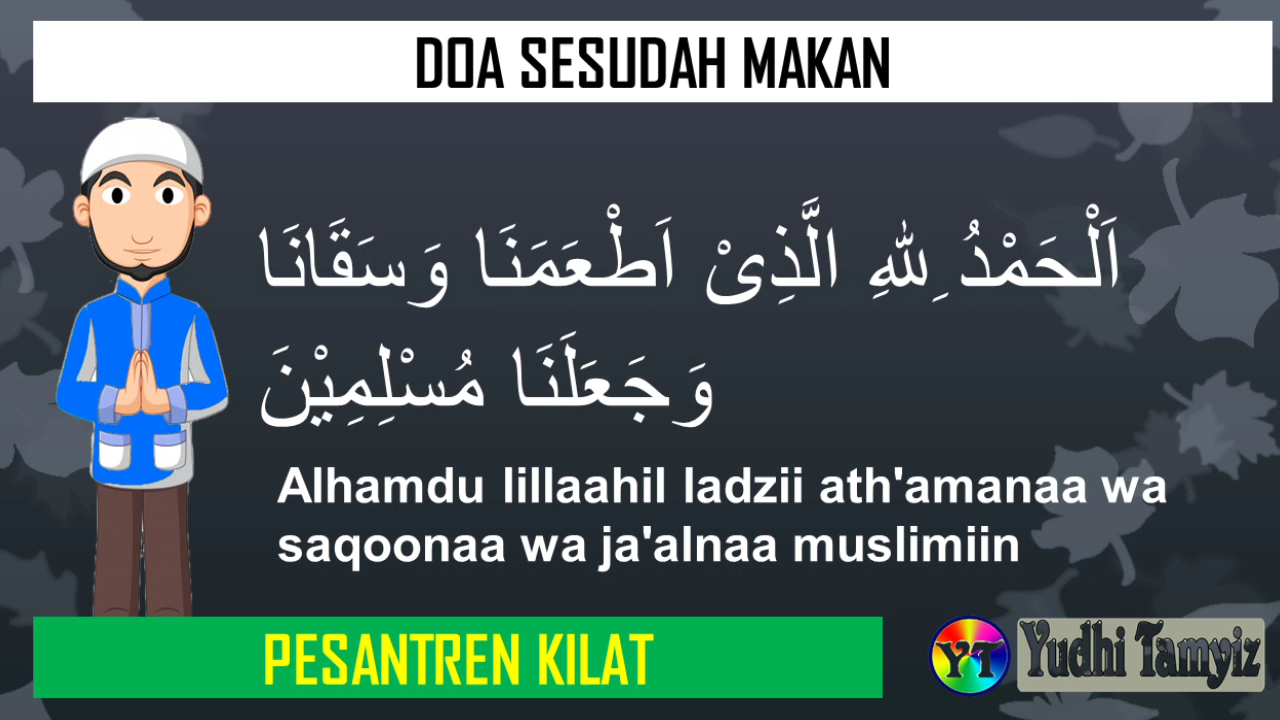 DOA SESUDAH MAKAN
اَلْحَمْدُ ِللهِ الَّذِىْ اَطْعَمَنَا وَسَقَانَا
وَجَعَلَنَا مُسْلِمِيْنَ
Alhamdu lillaahil ladzii ath'amanaa wa
saqoonaa wa ja'alnaa muslimiin
PESANTREN KILAT
YT Yudhi Tamyiz